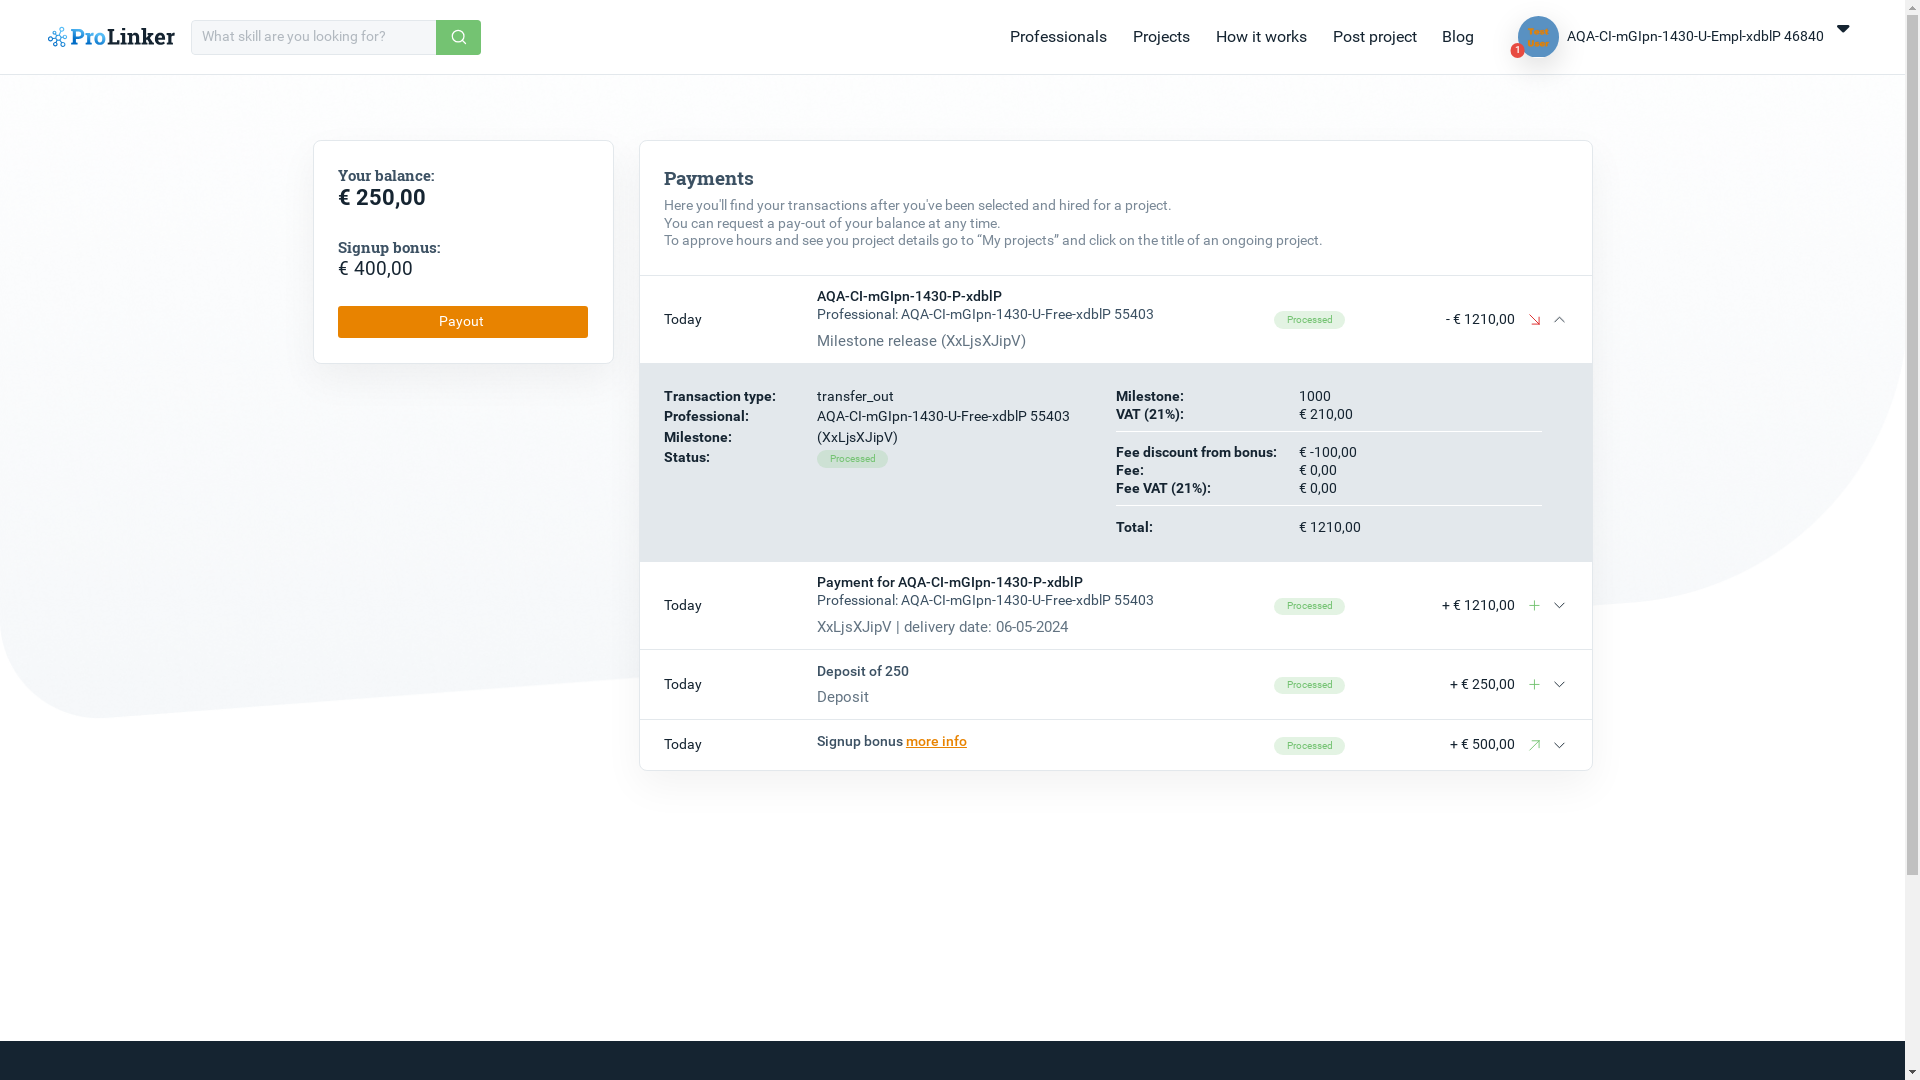 ProLinker
What skill are you looking for?
Professionals
Projects
How it works
Post project
Blog
Test
User
1
AQA-CI-mGIpn-1430-U-Empl-xdblP 46840
Your balance:
€ 250,00
Signup bonus:
€ 400,00
Payout
Payments
Here you'll find your transactions after you've been selected and hired for a project.
You can request a pay-out of your balance at any time.
To approve hours and see you project details go to “My projects” and click on the title of an ongoing project.
Today
AQA-CI-mGIpn-1430-P-xdblP
Professional: AQA-CI-mGIpn-1430-U-Free-xdblP 55403
Milestone release (XxLjsXJipV)
Processed
- € 1210,00
Transaction type: transfer_out
Professional: AQA-CI-mGIpn-1430-U-Free-xdblP 55403
Milestone: (XxLjsXJipV)
Status: Processed
Milestone: 1000
VAT (21%): € 210,00
Fee discount from bonus: € -100,00
Fee: € 0,00
Fee VAT (21%): € 0,00
Total: € 1210,00
Today
Payment for AQA-CI-mGIpn-1430-P-xdblP
Professional: AQA-CI-mGIpn-1430-U-Free-xdblP 55403
XxLjsXJipV | delivery date: 06-05-2024
Processed
+ € 1210,00
Today
Deposit of 250
Deposit
Processed
+ € 250,00
Today
Signup bonus more info
Processed
+ € 500,00